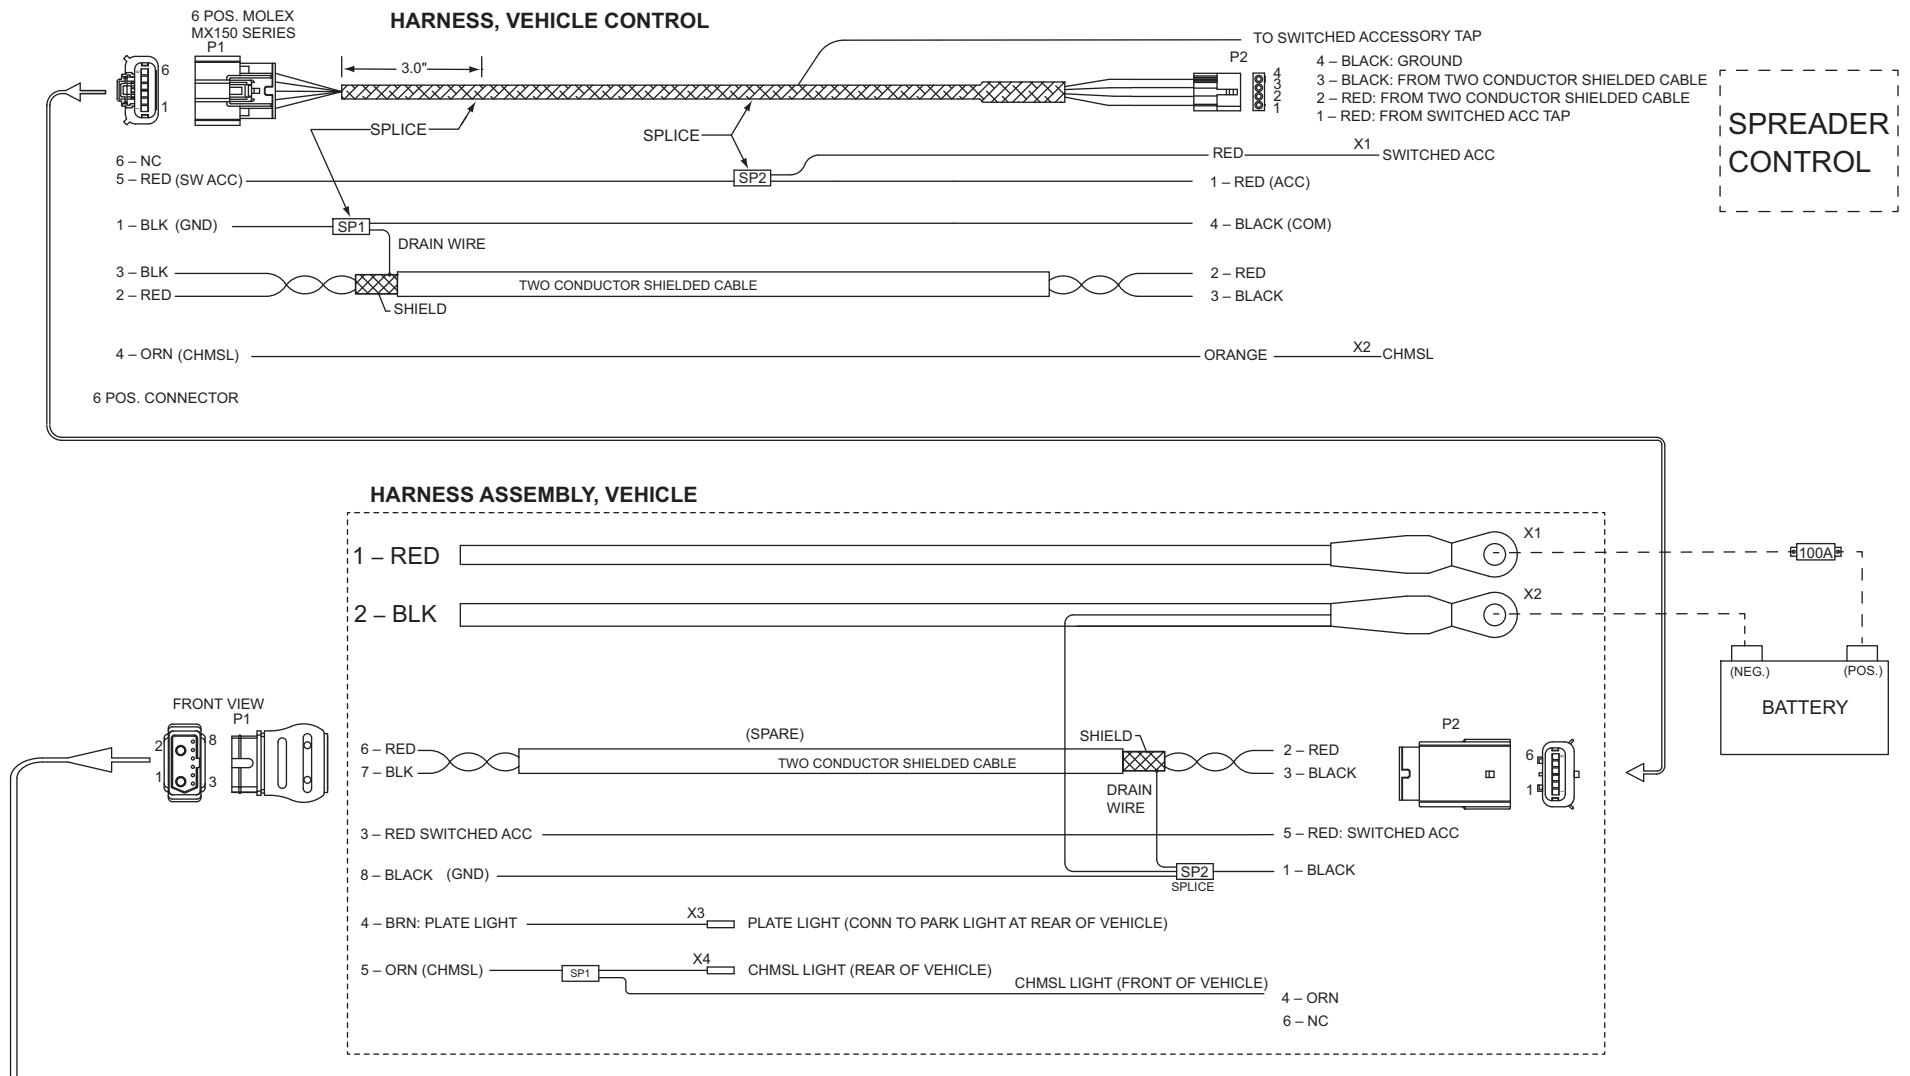 6 POS. MOLEX
MX150 SERIES
P1
HARNESS, VEHICLE CONTROL
6
1
3.0"
TO SWITCHED ACCESSORY TAP
P2
4
3
2
1
4 – BLACK: GROUND
3 – BLACK: FROM TWO CONDUCTOR SHIELDED CABLE
2 – RED: FROM TWO CONDUCTOR SHIELDED CABLE
1 – RED: FROM SWITCHED ACC TAP
SPREADER
CONTROL
SPLICE
SPLICE
6 – NC
5 – RED (SW ACC)
SP2
RED
X1
SWITCHED ACC
1 – RED (ACC)
1 – BLK (GND)
SP1
4 – BLACK (COM)
DRAIN WIRE
3 – BLK
2 – RED
TWO CONDUCTOR SHIELDED CABLE
2 – RED
3 – BLACK
SHIELD
4 – ORN (CHMSL)
ORANGE
X2
CHMSL
6 POS. CONNECTOR
HARNESS ASSEMBLY, VEHICLE
1 – RED
X1
100A
2 – BLK
X2
(NEG.)
(POS.)
BATTERY
FRONT VIEW
P1
2
8
1
3
(SPARE)
SHIELD
P2
6 – RED
7 – BLK
TWO CONDUCTOR SHIELDED CABLE
2 – RED
3 – BLACK
6
1
DRAIN
WIRE
3 – RED SWITCHED ACC
5 – RED: SWITCHED ACC
8 – BLACK (GND)
SP2
SPLICE
1 – BLACK
4 – BRN: PLATE LIGHT
X3
PLATE LIGHT (CONN TO PARK LIGHT AT REAR OF VEHICLE)
5 – ORN (CHMSL)
SP1
X4
CHMSL LIGHT (REAR OF VEHICLE)
CHMSL LIGHT (FRONT OF VEHICLE)
4 – ORN
6 – NC